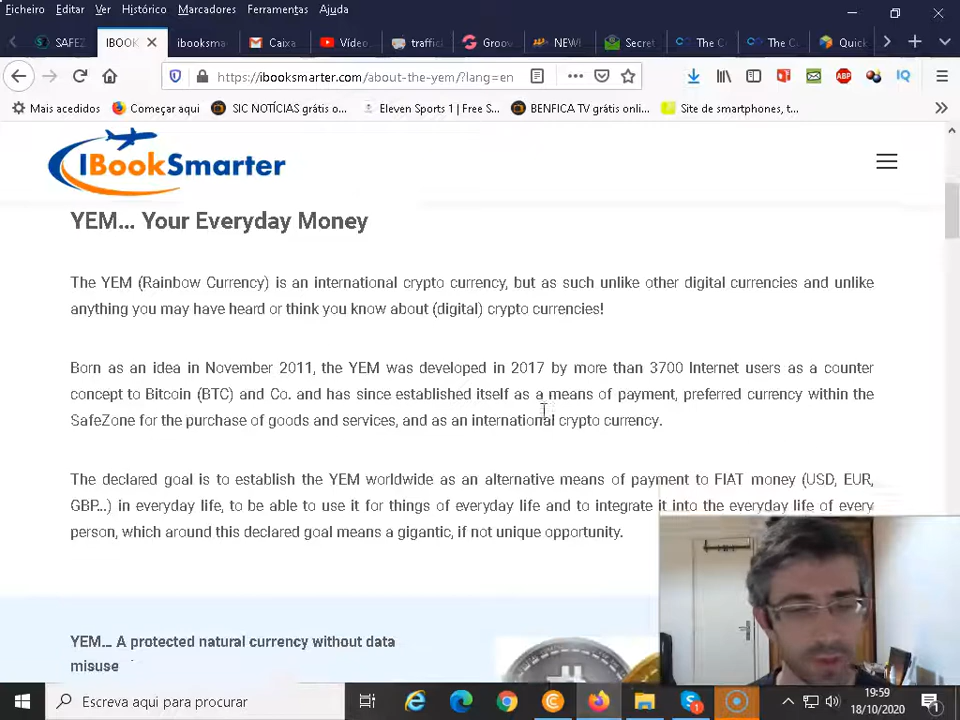 Ficheiro Editar Ver Histórico Marcadores Ferramentas Ajuda
SAFEZ IBOOK ibooksma Caixa Vídeo traffic Groov NEW! Secret The C The C Quick
https://ibooksmarter.com/about-the-yem/?lang=en
ABP IQ
Mais acedidos Começar aqui SIC NOTÍCIAS grátis o... Eleven Sports 1 | Free S... BENFICA TV grátis onli... Site de smartphones, t...
IBookSmarter
YEM... Your Everyday Money
The YEM (Rainbow Currency) is an international crypto currency, but as such unlike other digital currencies and unlike
anything you may have heard or think you know about (digital) crypto currencies!
Born as an idea in November 2011, the YEM was developed in 2017 by more than 3700 Internet users as a counter
concept to Bitcoin (BTC) and Co. and has since established itself as a means of payment, preferred currency within the
SafeZone for the purchase of goods and services, and as an international crypto currency.
The declared goal is to establish the YEM worldwide as an alternative means of payment to FIAT money (USD, EUR,
GBP...) in everyday life, to be able to use it for things of everyday life and to integrate it into the everyday life of every
person, which around this declared goal means a gigantic, if not unique opportunity.
YEM... A protected natural currency without data
misuse
Escreva aqui para procurar
19:59
18/10/2020